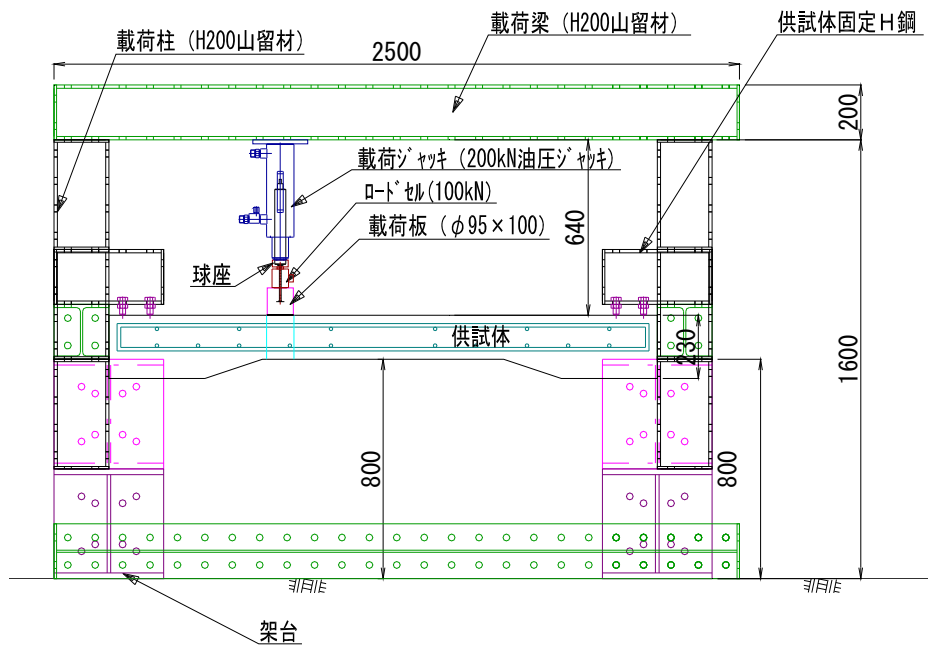 載荷柱 (H200山留材)
載荷梁 (H200山留材)
供試体固定H鋼
2500
200
載荷ｼﾞｬｯｷ (200kN油圧ｼﾞｬｯｷ)
ﾛｰﾄﾞｾﾙ(100kN)
載荷板 (φ95×100)
640
球座
供試体
230
1600
800
800
架台